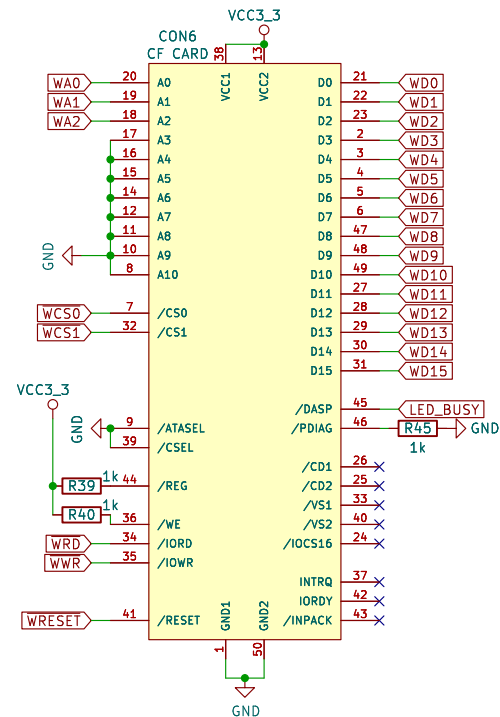 VCC3_3
CON6
CF CARD
38 13
VCC1 VCC2
WA0 20 A0 D0 21 WD0
WA1 19 A1 D1 22 WD1
WA2 18 A2 D2 23 WD2
17 A3 D3 2 WD3
16 A4 D4 3 WD4
15 A5 D5 4 WD5
14 A6 D6 5 WD6
12 A7 D7 6 WD7
11 A8 D8 47 WD8
GND 10 A9 D9 48 WD9
8 A10 D10 49 WD10
D11 27 WD11
WCS0 7 /CS0 D12 28 WD12
WCS1 32 /CS1 D13 29 WD13
D14 30 WD14
D15 31 WD15
VCC3_3
/DASP 45 LED_BUSY
GND 9 /ATASEL /PDIAG 46 R45 GND
39 /CSEL 1k
/CD1 26
R39 1k 44 /REG /CD2 25
/VS1 33
R40 1k 36 /WE /VS2 40
WRD 34 /IORD /IOCS16 24
WWR 35 /IOWR
INTRQ 37
IORDY 42
WRESET 41 /RESET /INPACK 43
GND1 GND2
1 50
GND